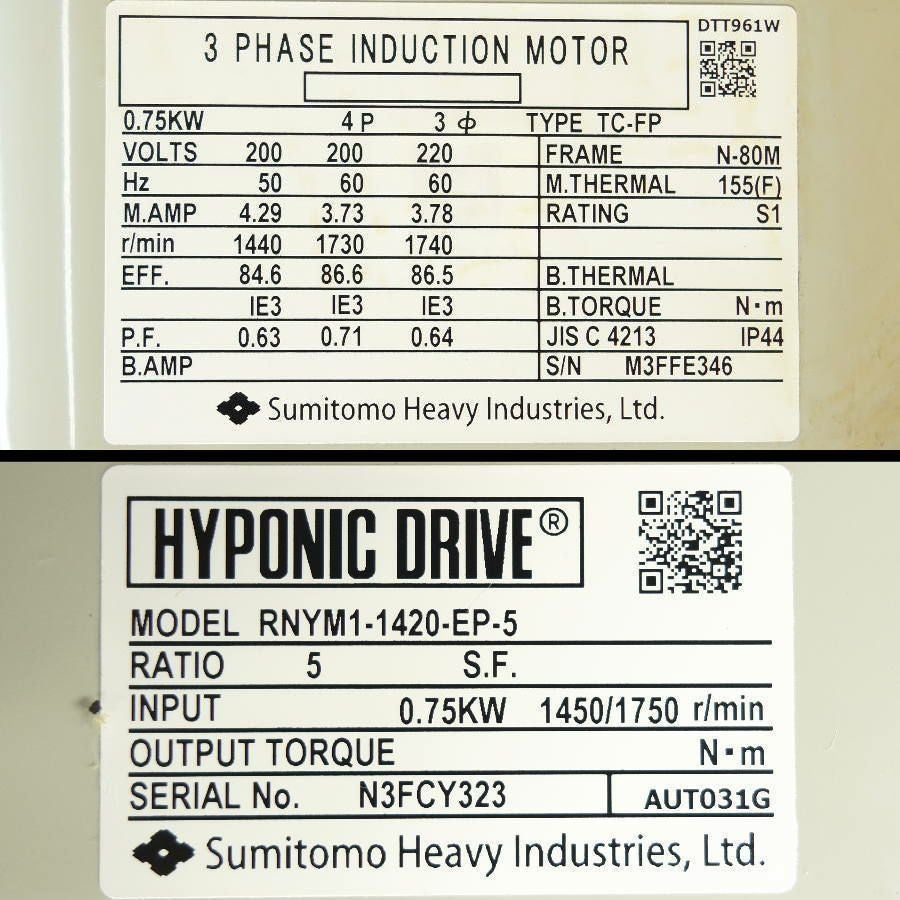 DTT961W
3 PHASE INDUCTION MOTOR
0.75KW 4 P 3 ϕ TYPE TC-FP
VOLTS 200 200 220 FRAME N-80M
Hz 50 60 60 M.THERMAL 155(F)
M.AMP 4.29 3.73 3.78 RATING S1
r/min 1440 1730 1740
EFF. 84.6 86.6 86.5 B.THERMAL
IE3 IE3 IE3 B.TORQUE N·m
P.F. 0.63 0.71 0.64 JIS C 4213 IP44
B.AMP S/N M3FFE346
Sumitomo Heavy Industries, Ltd.
HYPONIC DRIVE®
MODEL RNYM1-1420-EP-5
RATIO 5 S.F.
INPUT 0.75KW 1450/1750 r/min
OUTPUT TORQUE N·m
SERIAL No. N3FCY323 AUT031G
Sumitomo Heavy Industries, Ltd.